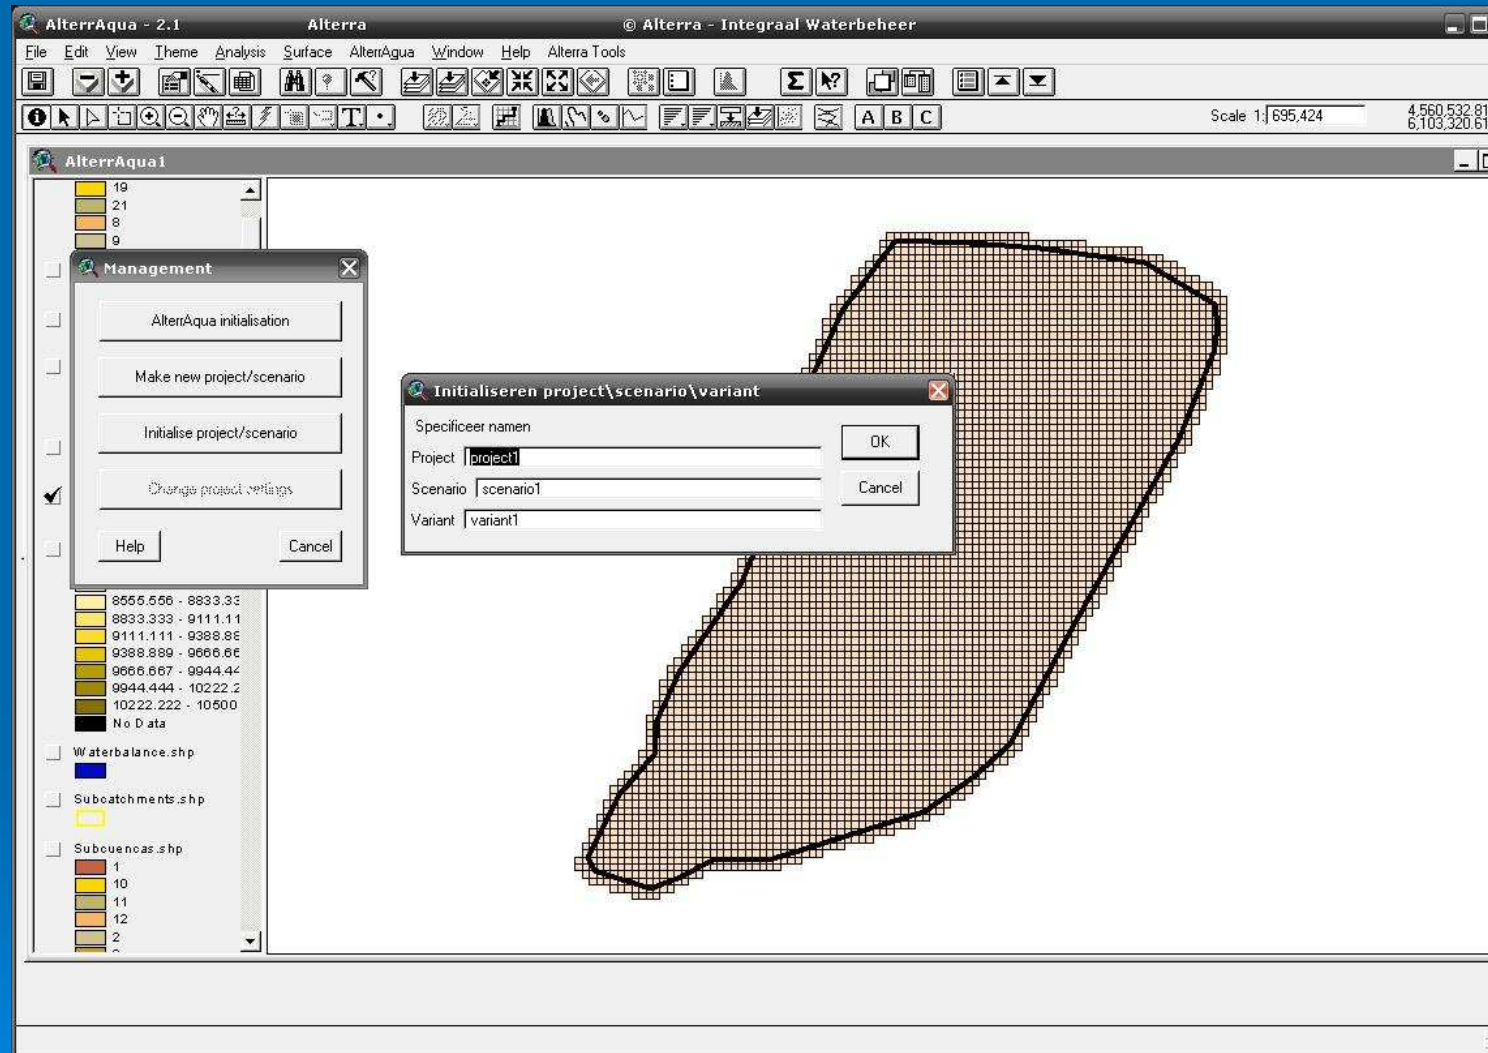 AlterrAqua - 2.1 Alterra © Alterra - Integraal Waterbeheer
File Edit View Theme Analysis Surface AlterrAqua Window Help Alterra Tools
Scale 1: 695,424
4,560,532.81
6,103,320.61
AlterrAqua1
19
21
8
9
Management
AlterrAqua initialisation
Make new project/scenario
Initialise project/scenario
Change project settings
Help Cancel
Initialiseren project\scenario\variant
Specificeer namen
Project project1
Scenario scenario1
Variant variant1
OK
Cancel
8555.556 - 8833.33
8833.333 - 9111.11
9111.111 - 9388.88
9388.889 - 9666.66
9666.667 - 9944.44
9944.444 - 10222.2
10222.222 - 10500
No Data
Waterbalance.shp
Subcatchments.shp
Subcuencas.shp
1
10
11
12
2
T
A B C